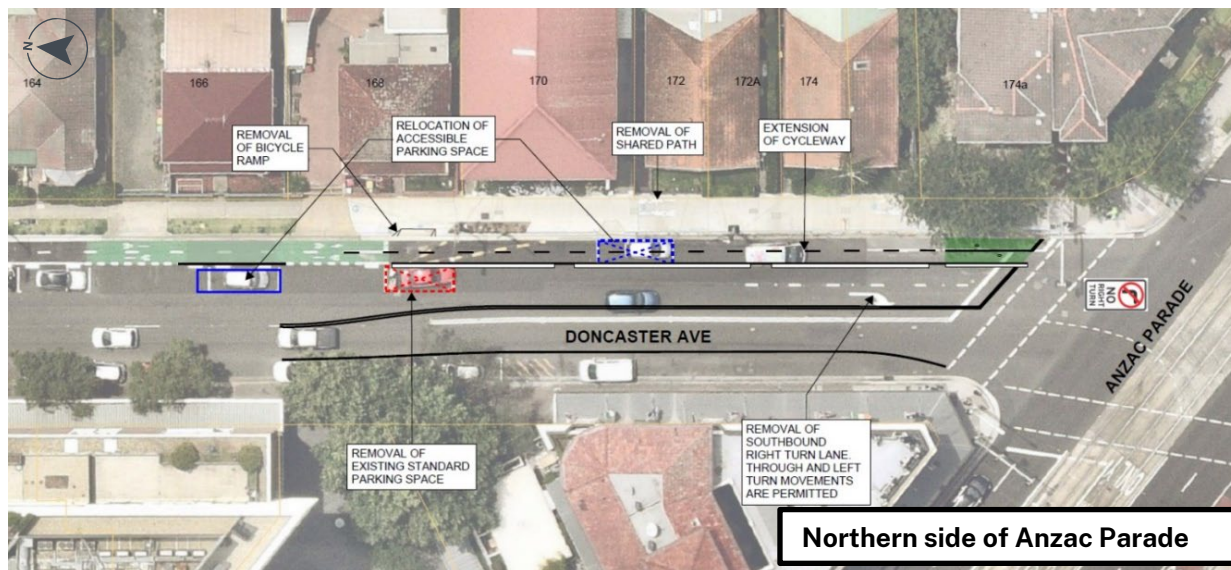 N
164
166
168
170
172
172A
174
174a
REMOVAL
OF BICYCLE
RAMP
RELOCATION OF
ACCESSIBLE
PARKING SPACE
REMOVAL OF
SHARED PATH
EXTENSION
OF CYCLEWAY
NO
RIGHT
TURN
DONCASTER AVE
ANZAC PARADE
REMOVAL OF
EXISTING STANDARD
PARKING SPACE
REMOVAL OF
SOUTHBOUND
RIGHT TURN LANE.
THROUGH AND LEFT
TURN MOVEMENTS
ARE PERMITTED
Northern side of Anzac Parade